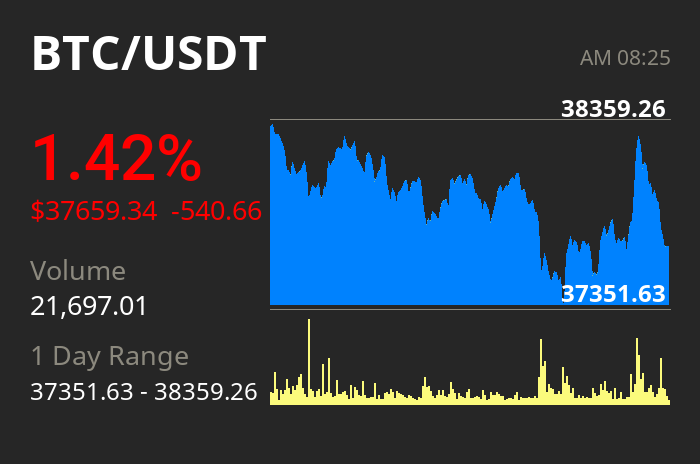 BTC/USDT
AM 08:25
38359.26
1.42%
$37659.34 -540.66
Volume
21,697.01
37351.63
1 Day Range
37351.63 - 38359.26